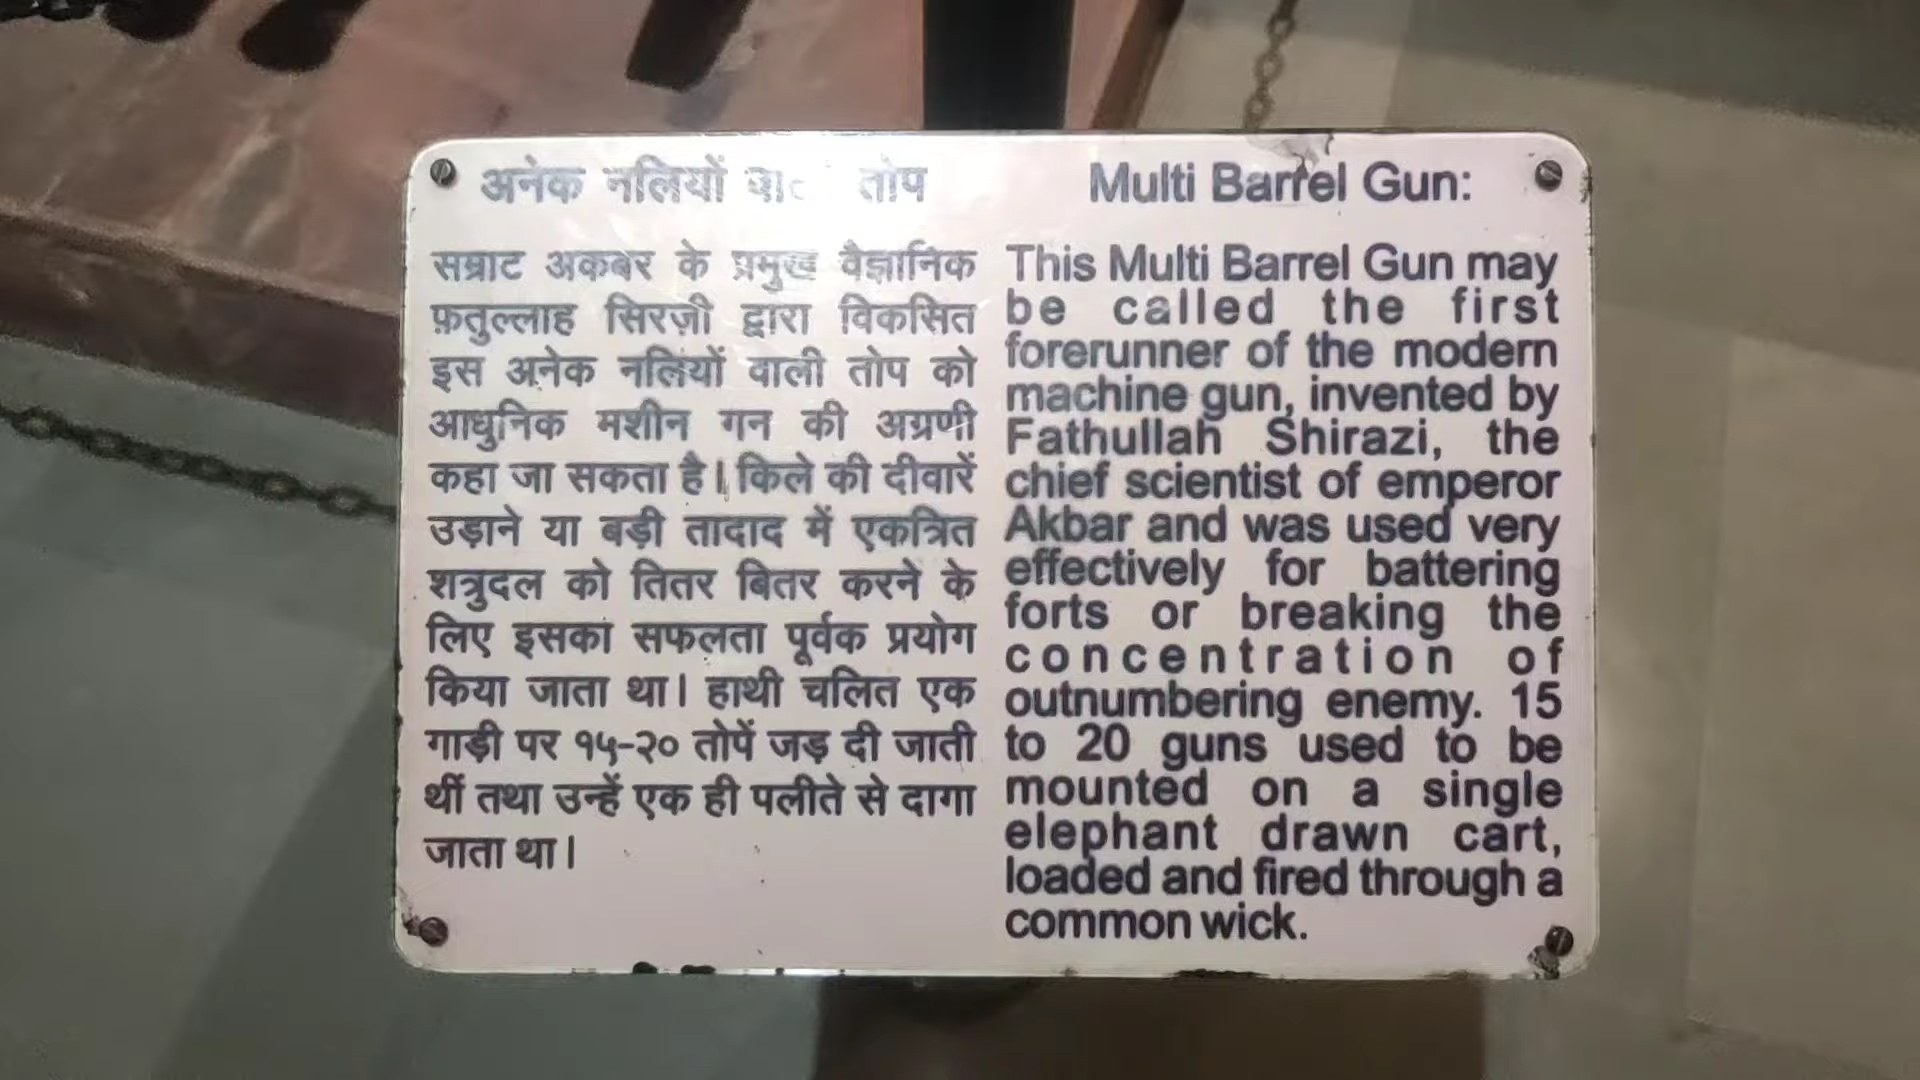 अनेक नलियों तोप
सम्राट अकबर के प्रमुख वैज्ञानिक
फ़तुल्लाह सिरज़ी द्वारा विकसित
इस अनेक नलियों वाली तोप को
आधुनिक मशीन गन की अग्रणी
कहा जा सकता है। किले की दीवारें
उड़ाने या बड़ी तादाद में एकत्रित
शत्रुदल को तितर बितर करने के
लिए इसका सफलता पूर्वक प्रयोग
किया जाता था। हाथी चलित एक
गाड़ी पर १५-२० तोपें जड़ दी जाती
थीं तथा उन्हें एक ही पलीते से दागा
जाता था।
Multi Barrel Gun:
This Multi Barrel Gun may
be called the first
forerunner of the modern
machine gun, invented by
Fathullah Shirazi, the
chief scientist of emperor
Akbar and was used very
effectively for battering
forts or breaking the
concentration of
outnumbering enemy. 15
to 20 guns used to be
mounted on a single
elephant drawn cart,
loaded and fired through a
common wick.